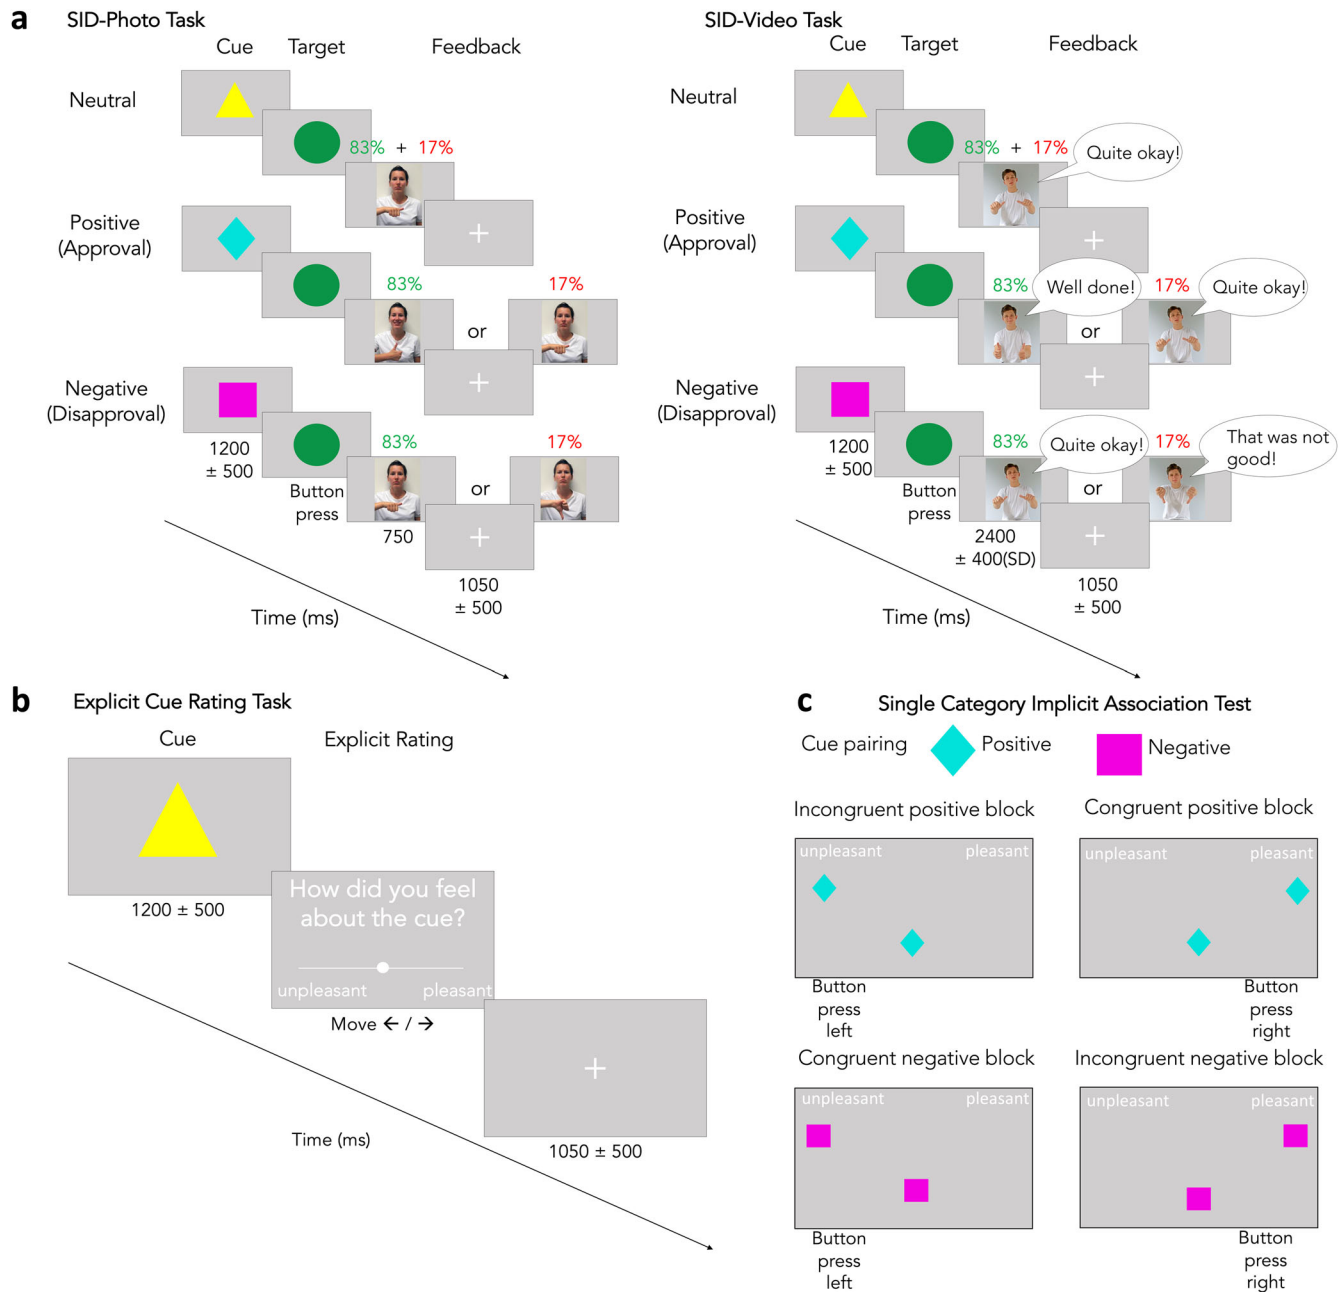 a
SID-Photo Task
Cue
Target
Feedback
Neutral
83% + 17%
Positive
(Approval)
83%
17%
or
Negative
(Disapproval)
1200
± 500
83%
17%
or
Button
press
750
1050
± 500
Time (ms)
SID-Video Task
Cue
Target
Feedback
Neutral
83% + 17%
Quite okay!
Positive
(Approval)
83%
Well done!
17%
Quite okay!
or
Negative
(Disapproval)
1200
± 500
83%
Quite okay!
17%
That was not
good!
or
Button
press
2400
± 400(SD)
1050
± 500
Time (ms)
b
Explicit Cue Rating Task
Cue
Explicit Rating
1200 ± 500
How did you feel
about the cue?
unpleasant pleasant
Move ← / →
1050 ± 500
Time (ms)
c
Single Category Implicit Association Test
Cue pairing
Positive
Negative
Incongruent positive block
unpleasant pleasant
Button
press
left
Congruent positive block
unpleasant pleasant
Button
press
right
Congruent negative block
unpleasant pleasant
Button
press
left
Incongruent negative block
unpleasant pleasant
Button
press
right